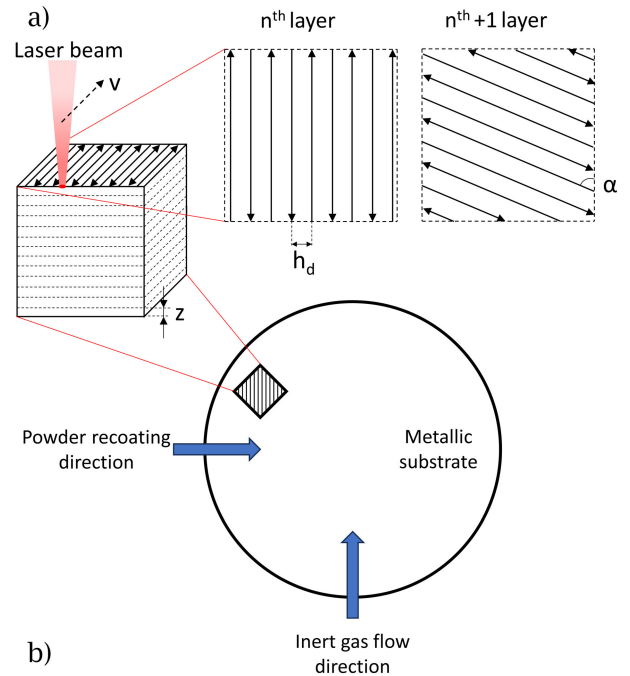 a)
nth layer
nth +1 layer
Laser beam
v
α
hd
z
Powder recoating
direction
Metallic
substrate
Inert gas flow
direction
b)